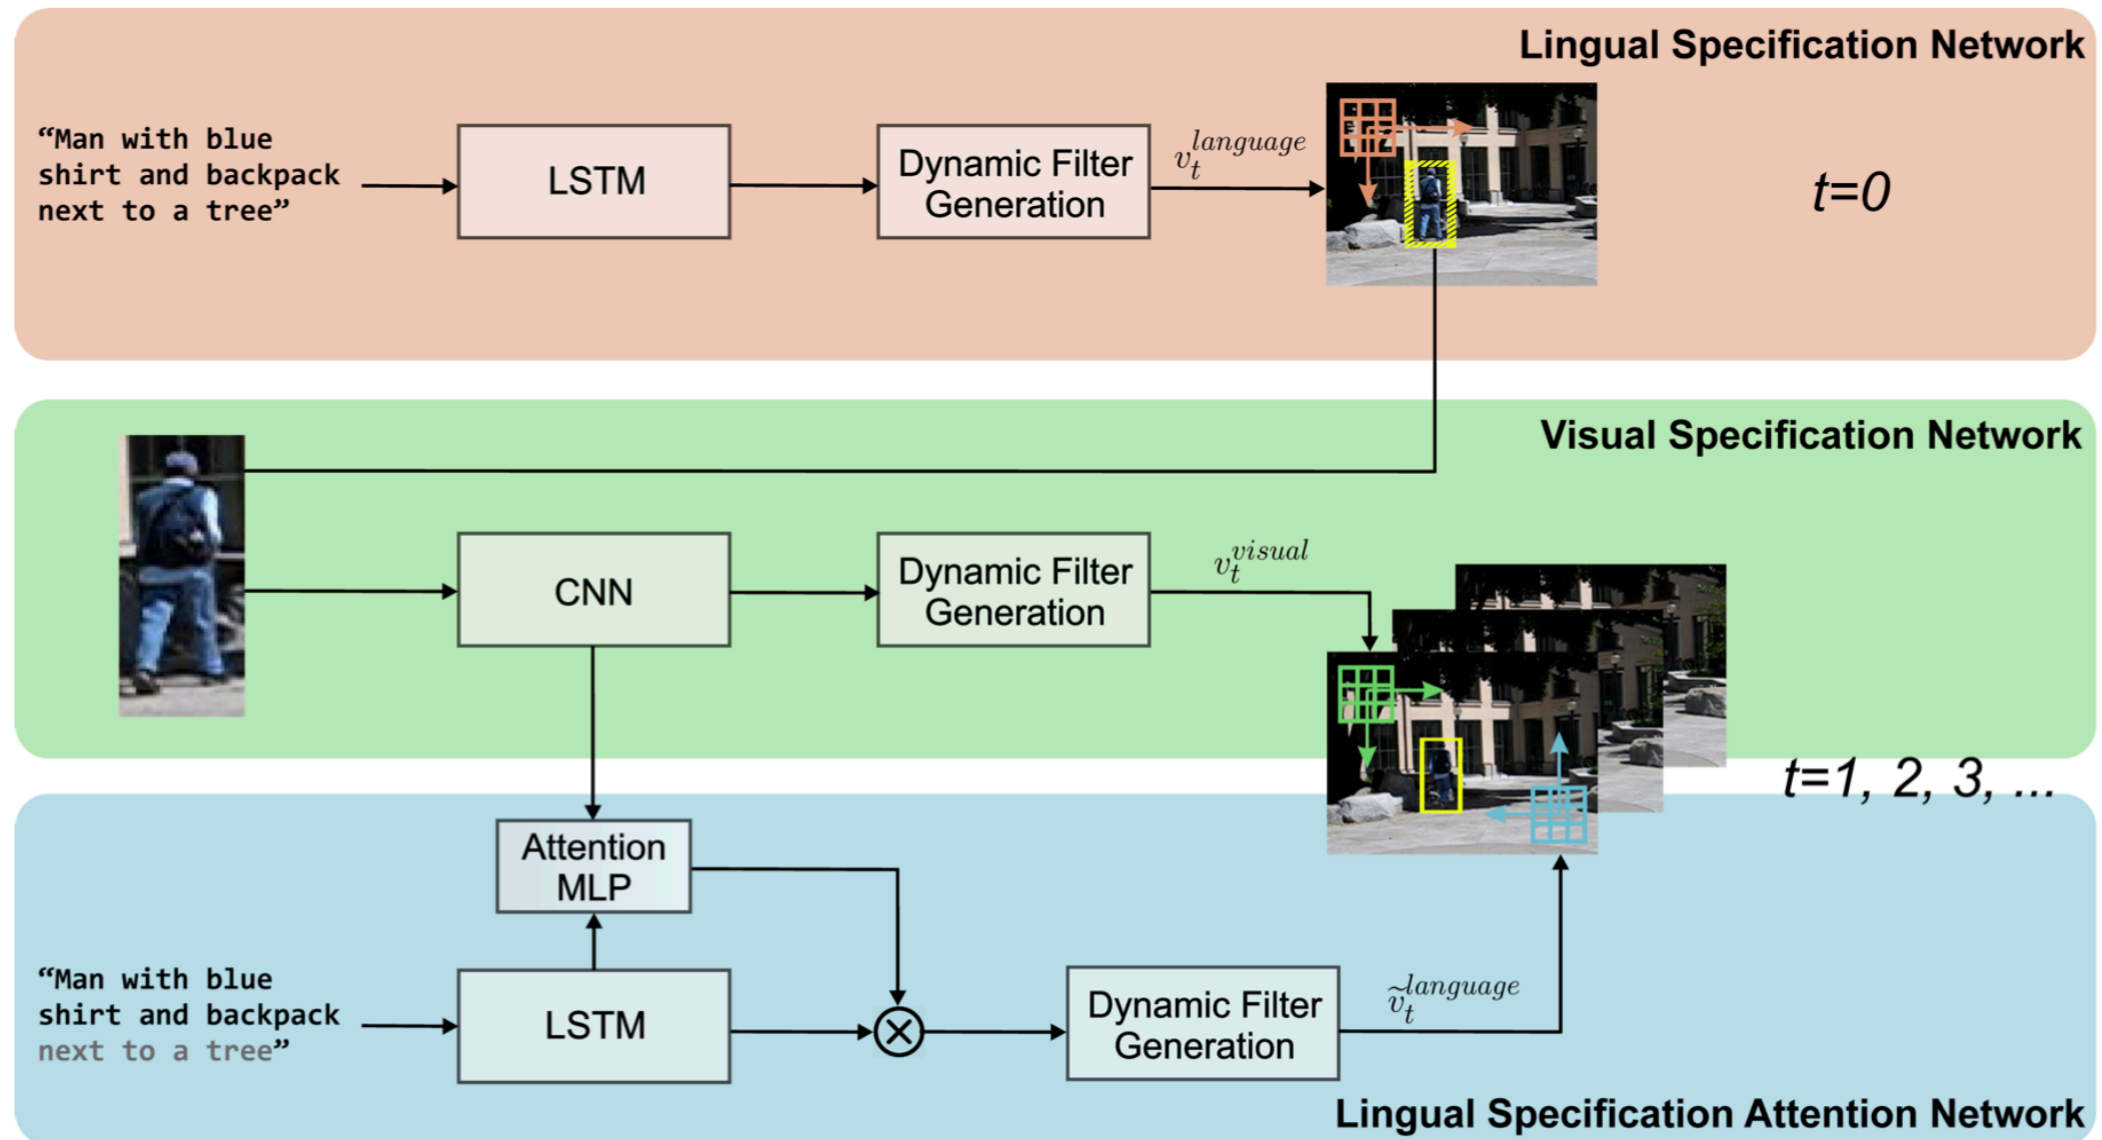 Lingual Specification Network
“Man with blue
shirt and backpack
next to a tree”
LSTM
Dynamic Filter
Generation
v_t^{language}
t=0
Visual Specification Network
CNN
Dynamic Filter
Generation
v_t^{visual}
t=1, 2, 3, ...
Attention
MLP
“Man with blue
shirt and backpack
next to a tree”
LSTM
Dynamic Filter
Generation
\tilde{v}_t^{language}
Lingual Specification Attention Network